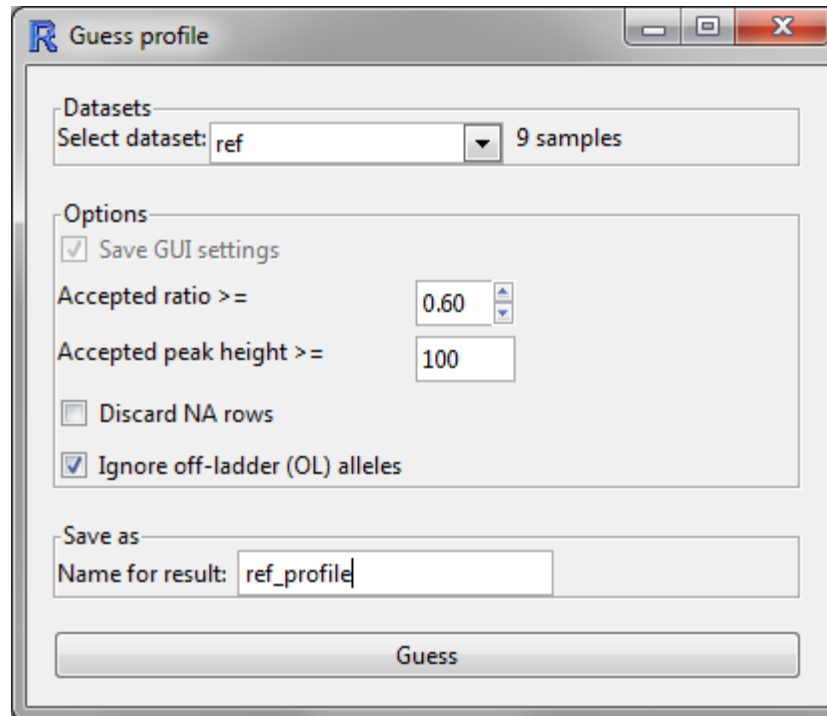 Guess profile
Datasets
Select dataset: ref 9 samples
Options
Save GUI settings
Accepted ratio >= 0.60
Accepted peak height >= 100
Discard NA rows
Ignore off-ladder (OL) alleles
Save as
Name for result: ref_profile
Guess